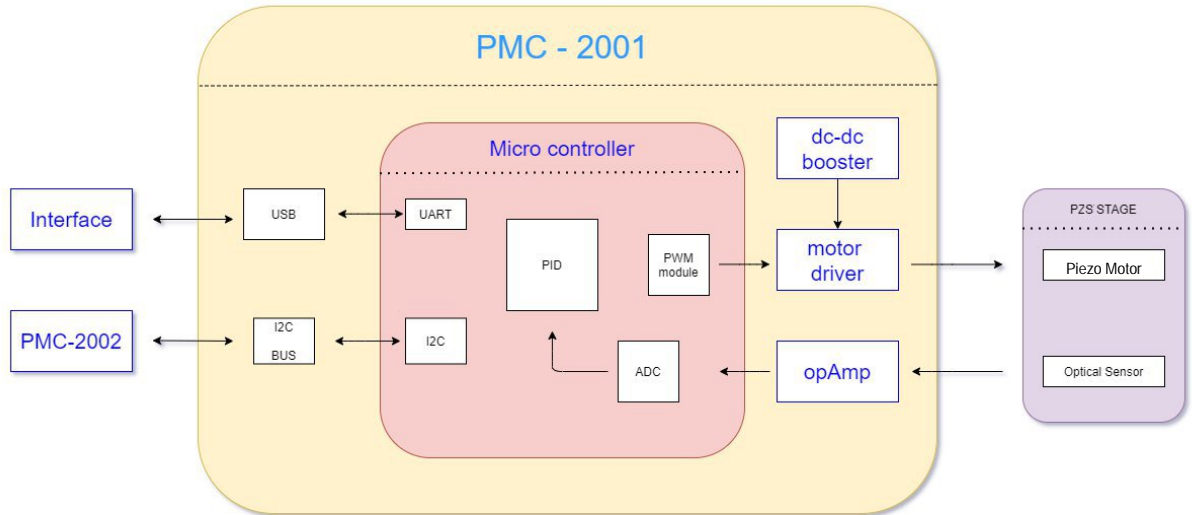 PMC - 2001
Micro controller
dc-dc
booster
Interface
USB
UART
PID
PWM
module
motor
driver
PZS STAGE
Piezo Motor
PMC-2002
I2C
BUS
I2C
ADC
opAmp
Optical Sensor